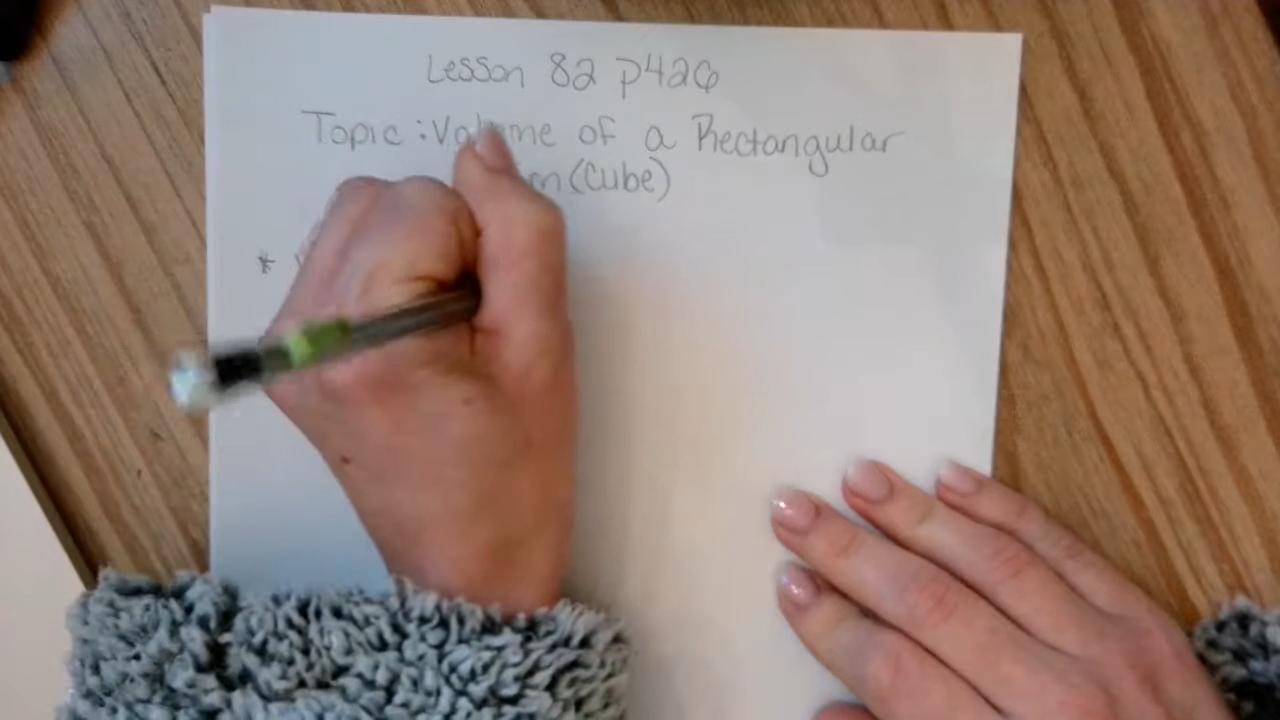 Lesson 82 p426
Topic: Volume of a Rectangular
(Cube)
*